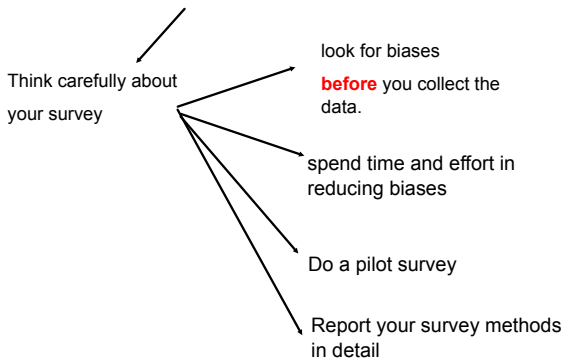 Think carefully about
your survey
look for biases
before you collect the
data.
spend time and effort in
reducing biases
Do a pilot survey
Report your survey methods
in detail